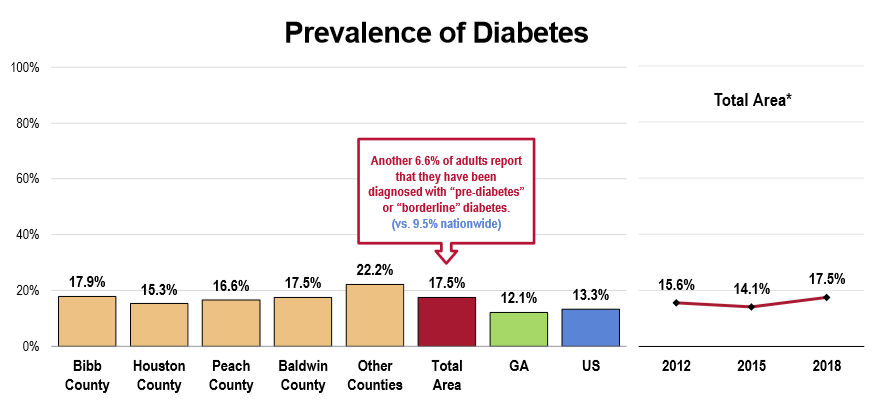 Prevalence of Diabetes
100%
80%
60%
40%
20%
0%
Another 6.6% of adults report
that they have been
diagnosed with “pre-diabetes”
or “borderline” diabetes.
(vs. 9.5% nationwide)
17.9%
15.3%
16.6%
17.5%
22.2%
17.5%
12.1%
13.3%
Bibb
County
Houston
County
Peach
County
Baldwin
County
Other
Counties
Total
Area
GA
US
Total Area*
15.6%
14.1%
17.5%
2012
2015
2018